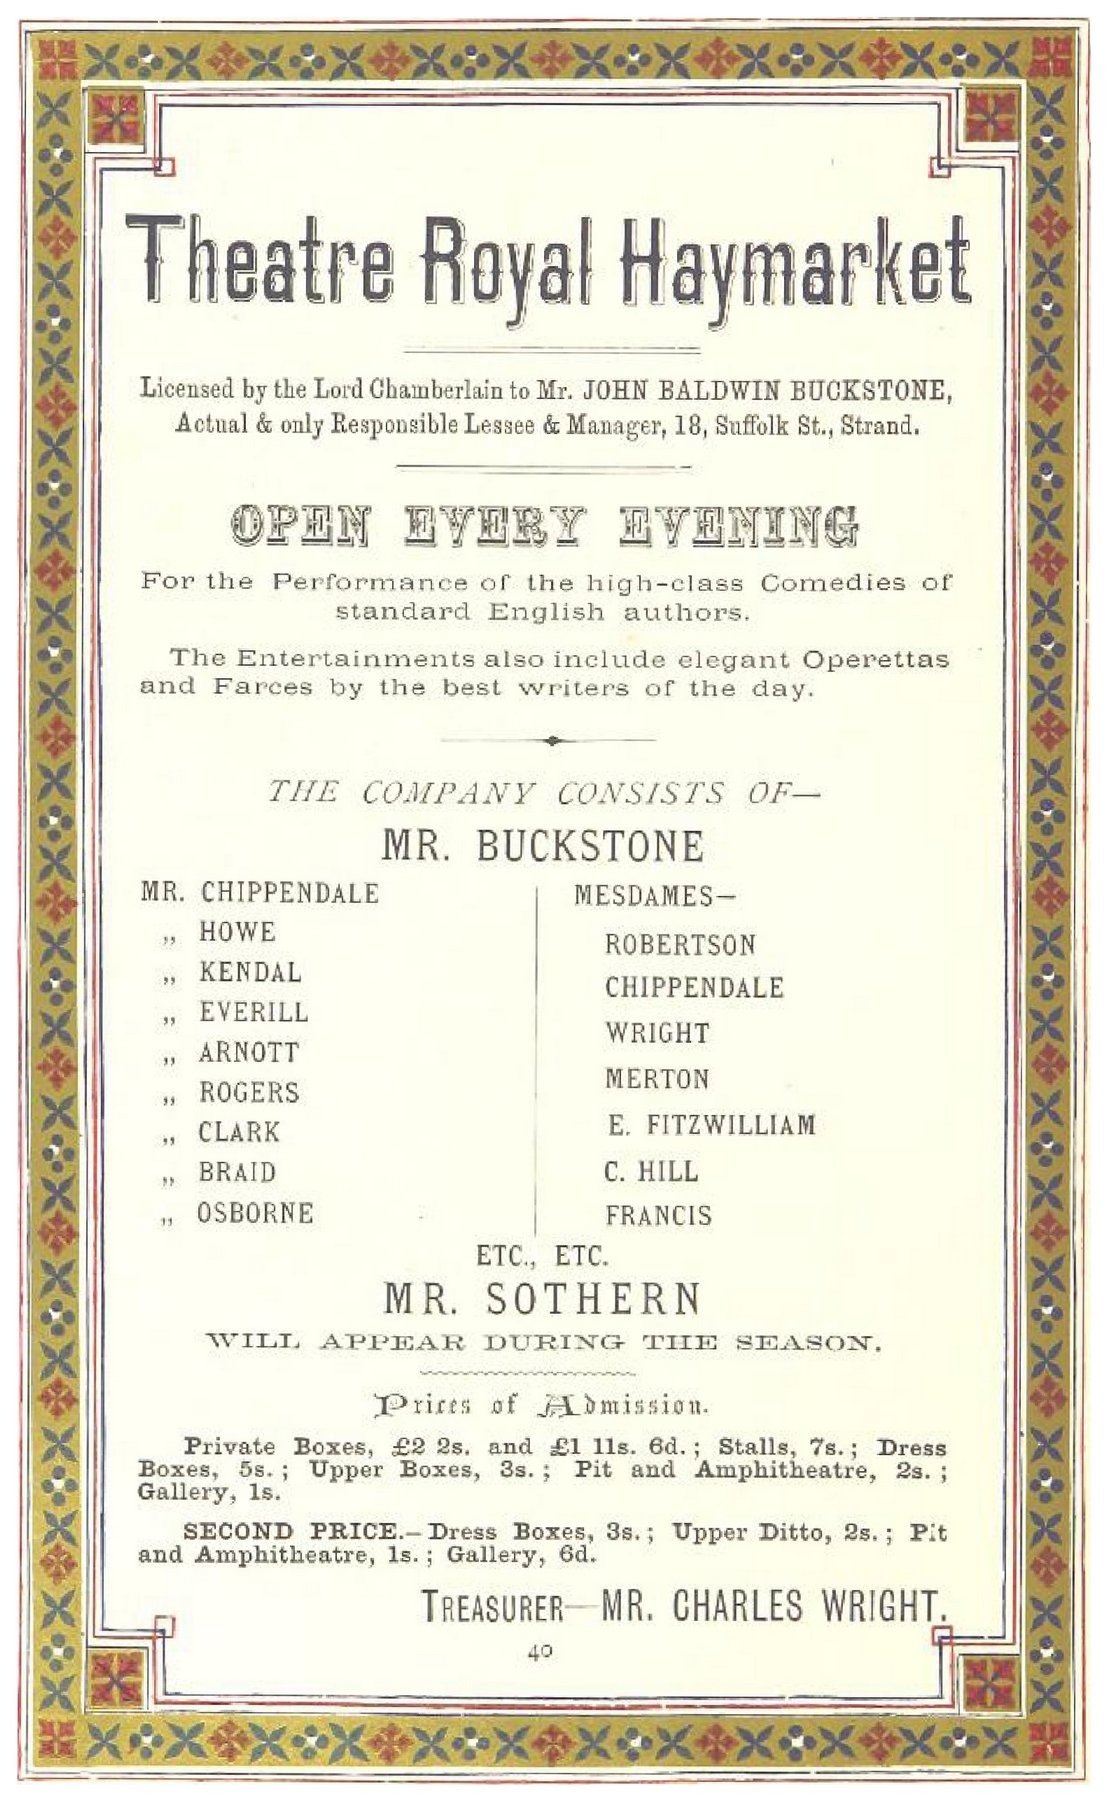 Theatre Royal Haymarket
Licensed by the Lord Chamberlain to Mr. JOHN BALDWIN BUCKSTONE,
Actual & only Responsible Lessee & Manager, 18, Suffolk St., Strand.
OPEN EVERY EVENING
For the Performance of the high-class Comedies of
standard English authors.
The Entertainments also include elegant Operettas
and Farces by the best writers of the day.
THE COMPANY CONSISTS OF—
MR. BUCKSTONE
MR. CHIPPENDALE
„ HOWE
„ KENDAL
„ EVERILL
„ ARNOTT
„ ROGERS
„ CLARK
„ BRAID
„ OSBORNE
MESDAMES—
ROBERTSON
CHIPPENDALE
WRIGHT
MERTON
E. FITZWILLIAM
C. HILL
FRANCIS
ETC., ETC.
MR. SOTHERN
WILL APPEAR DURING THE SEASON.
Prices of Admission.
Private Boxes, £2 2s. and £1 11s. 6d.; Stalls, 7s.; Dress
Boxes, 5s.; Upper Boxes, 3s.; Pit and Amphitheatre, 2s.;
Gallery, 1s.
SECOND PRICE.—Dress Boxes, 3s.; Upper Ditto, 2s.; Pit
and Amphitheatre, 1s.; Gallery, 6d.
TREASURER—MR. CHARLES WRIGHT.
40